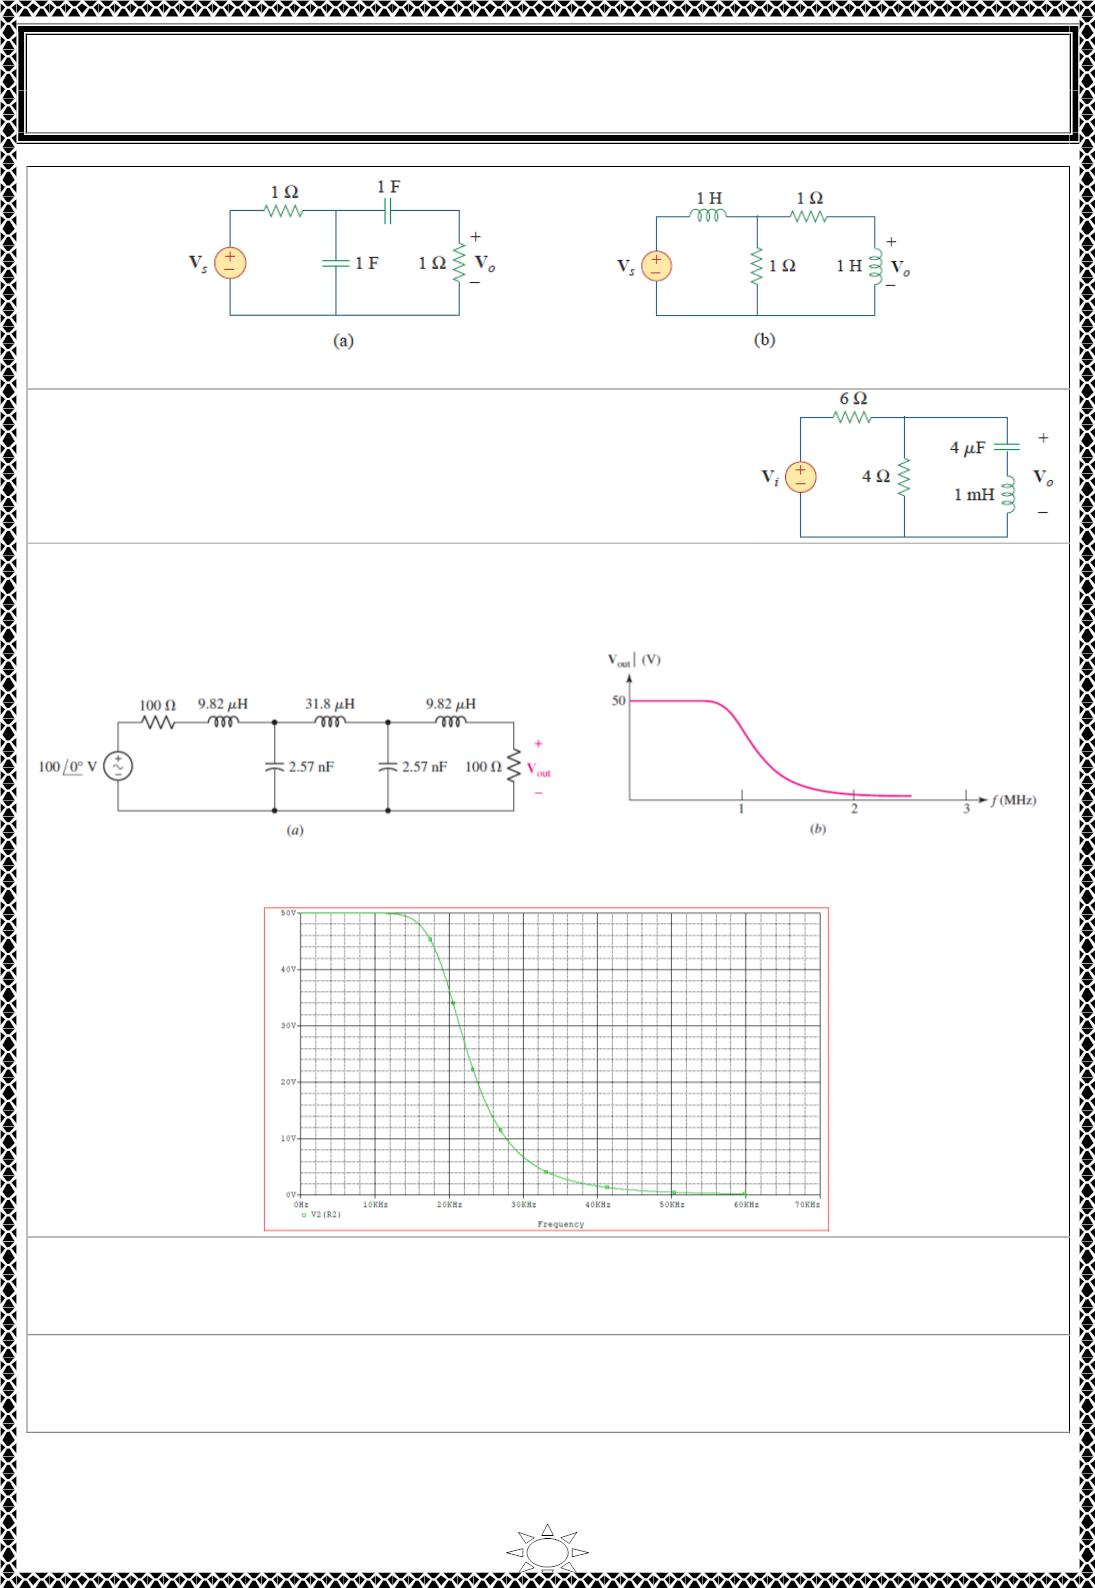 1 Ω 1 F
V_s + − 1 F 1 Ω + V_o −
(a)
1 H 1 Ω
V_s + − 1 Ω 1 H + V_o −
(b)
6 Ω
V_i + − 4 Ω 4 μF 1 mH + V_o −
100 Ω 9.82 μH 31.8 μH 9.82 μH
100 /0° V 2.57 nF 2.57 nF 100 Ω + V_out −
(a)
V_out| (V)
50
1 2 3 f (MHz)
(b)
50V
40V
30V
20V
10V
0V
0Hz 10KHz 20KHz 30KHz 40KHz 50KHz 60KHz 70KHz
V2(R2)
Frequency